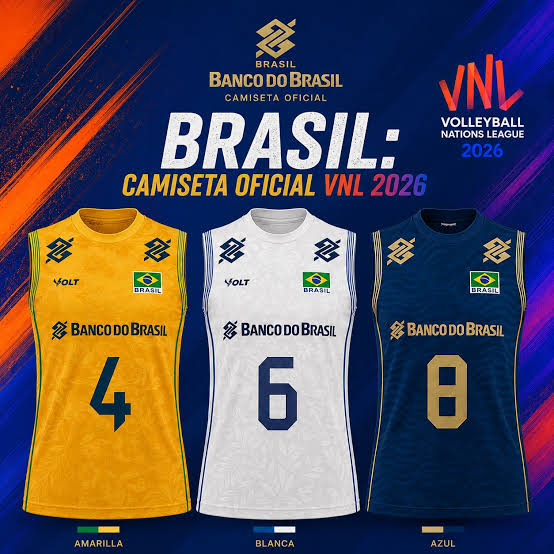 BRASIL
BANCO DO BRASIL
CAMISETA OFICIAL
VNL
VOLLEYBALL
NATIONS LEAGUE
2026
BRASIL:
CAMISETA OFICIAL VNL 2026
VOLT
BRASIL
BANCO DO BRASIL
4
VOLT
BRASIL
BANCO DO BRASIL
6
BRASIL
BANCO DO BRASIL
8
AMARILLA
BLANCA
AZUL